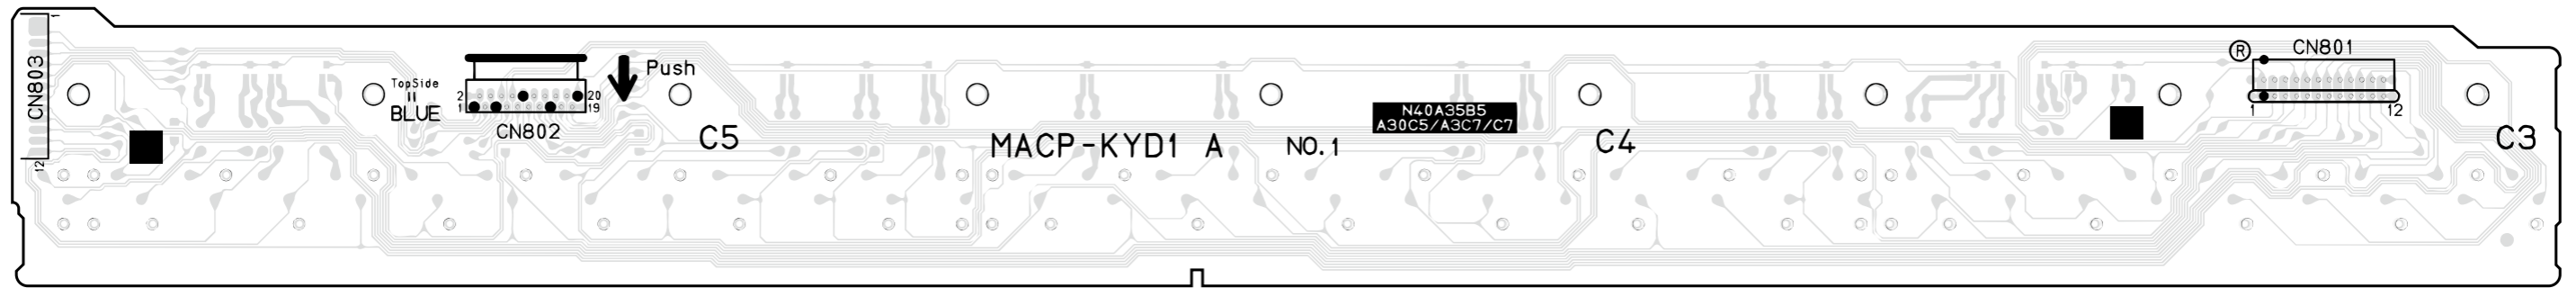 1
CN803
12
TopSide
"
BLUE
2
1
20
19
CN802
Push
C5
MACP-KYD1 A
NO.1
N40A35B5
A30C5/A3C7/C7
C4
®
CN801
1
12
C3